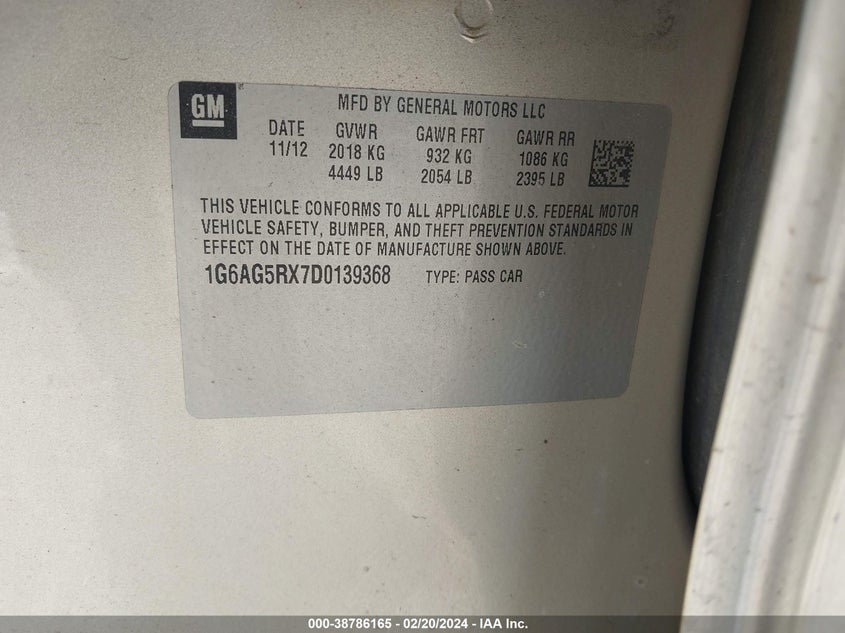 GM
MFD BY GENERAL MOTORS LLC
DATE GVWR GAWR FRT GAWR RR
11/12 2018 KG 932 KG 1086 KG
4449 LB 2054 LB 2395 LB
THIS VEHICLE CONFORMS TO ALL APPLICABLE U.S. FEDERAL MOTOR
VEHICLE SAFETY, BUMPER, AND THEFT PREVENTION STANDARDS IN
EFFECT ON THE DATE OF MANUFACTURE SHOWN ABOVE.
1G6AG5RX7D0139368 TYPE: PASS CAR
000-38786165 - 02/20/2024 - IAA Inc.